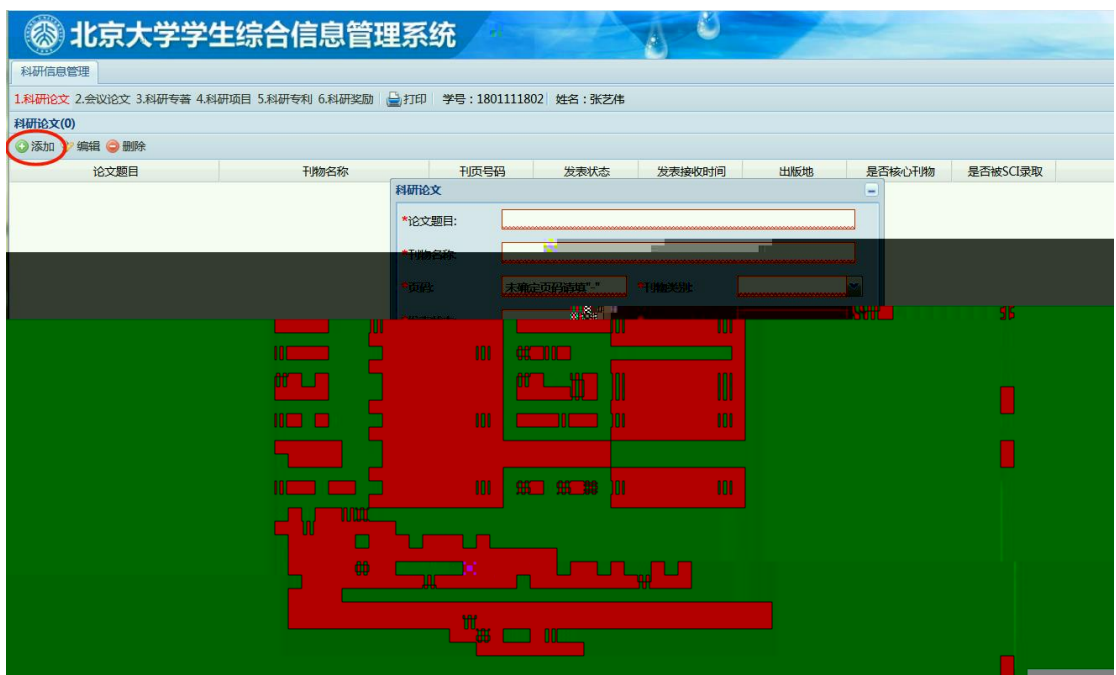 北京大学学生综合信息管理系统
科研信息管理
1.科研论文 2.会议论文 3.科研专著 4.科研项目 5.科研专利 6.科研奖励 打印 学号：1801111802 姓名：张艺伟
科研论文(0)
添加 编辑 删除
论文题目 刊物名称 刊页号码 发表状态 发表接收时间 出版地 是否核心刊物 是否被SCI录取
科研论文
*论文题目:
*刊物名称:
*页码: 未确定页码请填"-" *刊物类别: